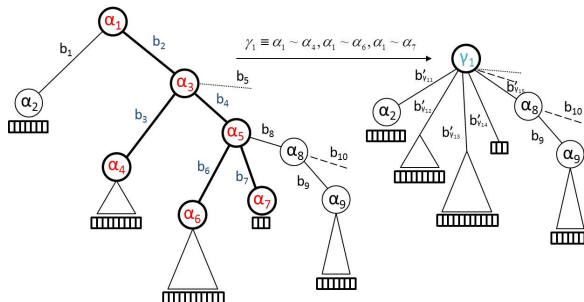 α1
b1
b2
γ1 ≡ α1 ~ α4, α1 ~ α6, α1 ~ α7
γ1
α3
b5
α2
b3
b4
α5
b8
α8
b10
b9
α4
b6
b7
α7
α9
α6
b'γ11
b'γ12
b'γ13
b'γ14
b'γ15
α2
α8
b10
b9
α9